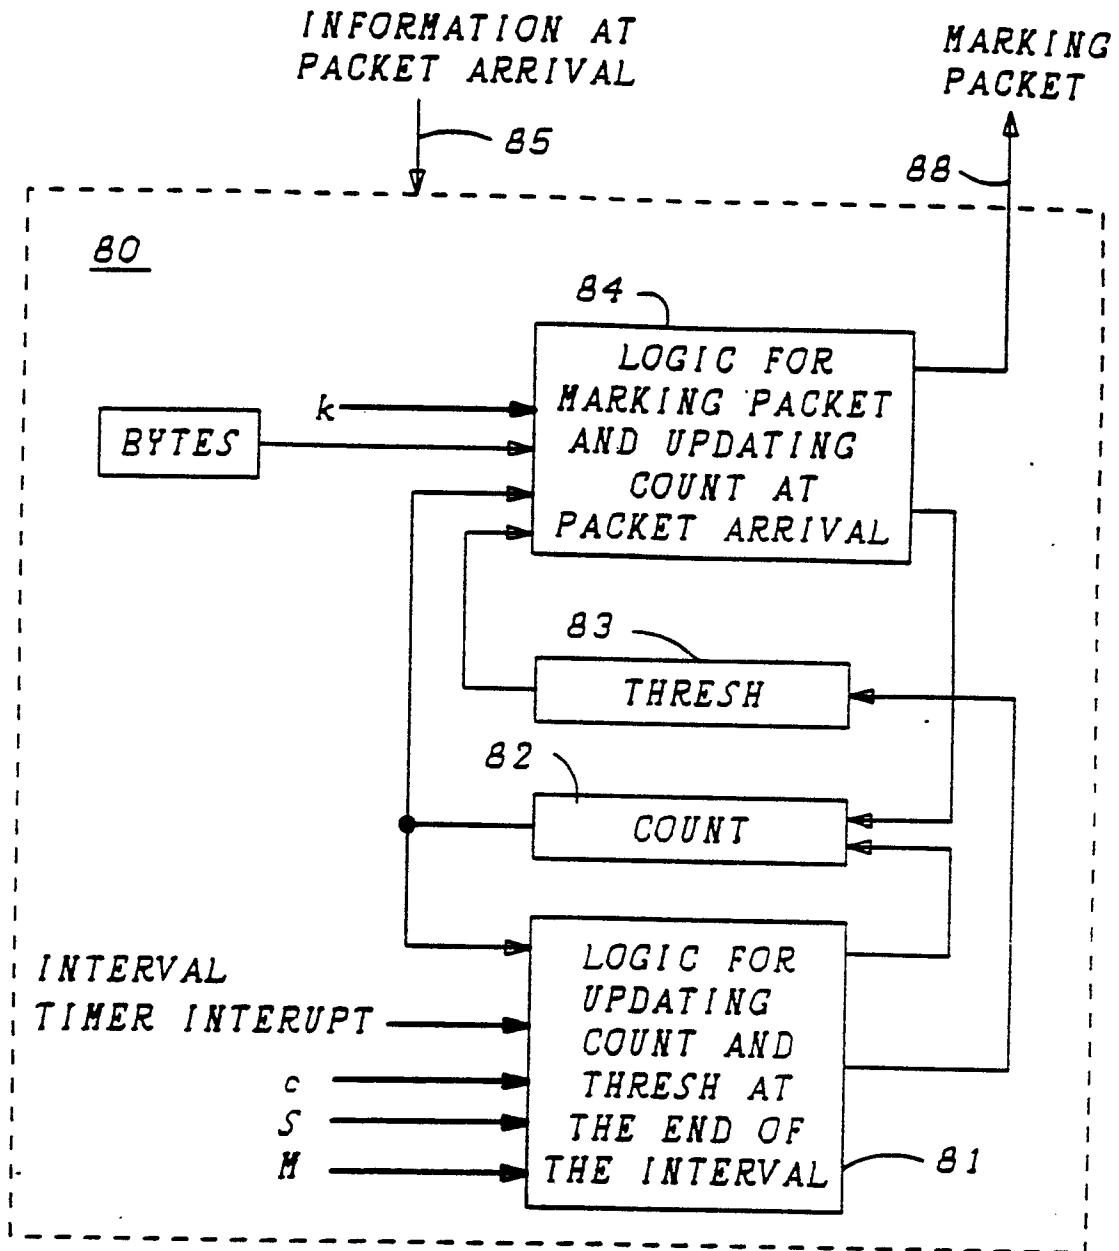 INFORMATION AT
PACKET ARRIVAL
MARKING
PACKET
85
88
80
84
LOGIC FOR
MARKING PACKET
AND UPDATING
COUNT AT
PACKET ARRIVAL
k
BYTES
83
THRESH
82
COUNT
INTERVAL
TIMER INTERUPT
c
S
M
LOGIC FOR
UPDATING
COUNT AND
THRESH AT
THE END OF
THE INTERVAL
81